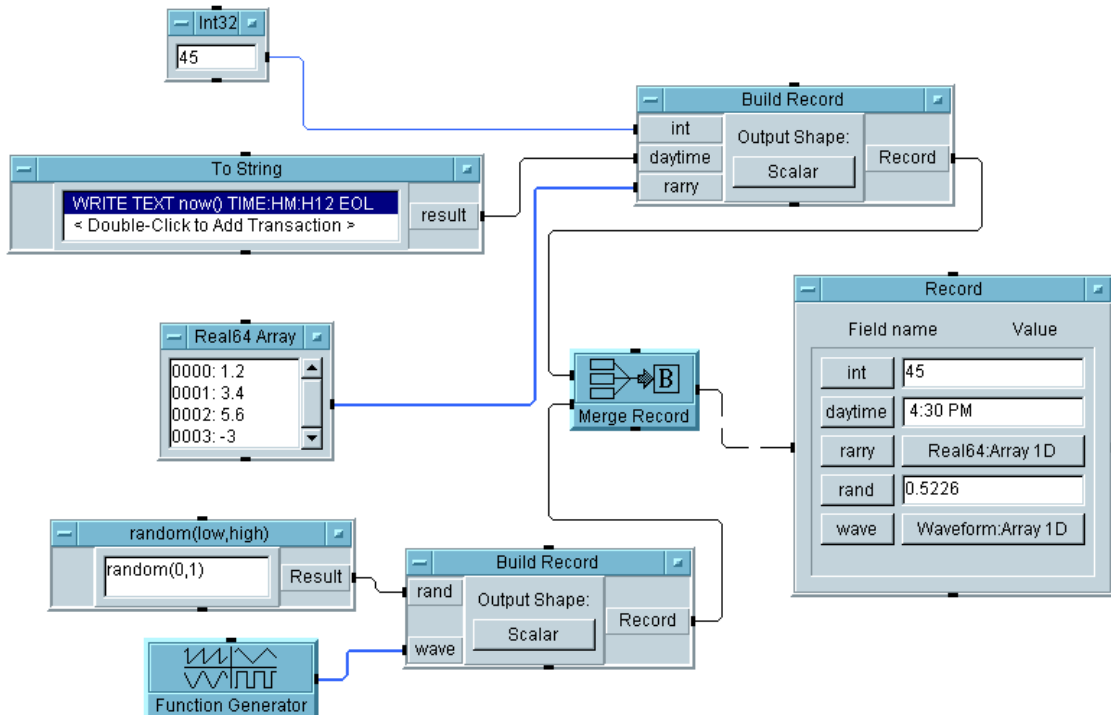 Int32
45
Build Record
int
daytime
rarry
Output Shape:
Scalar
Record
To String
WRITE TEXT now() TIME:HM:H12 EOL
< Double-Click to Add Transaction >
result
Real64 Array
0000: 1.2
0001: 3.4
0002: 5.6
0003: -3
B
Merge Record
Record
Field name Value
int 45
daytime 4:30 PM
rarry Real64:Array 1D
rand 0.5226
wave Waveform:Array 1D
random(low,high)
random(0,1)
Result
Build Record
rand
wave
Output Shape:
Scalar
Record
Function Generator